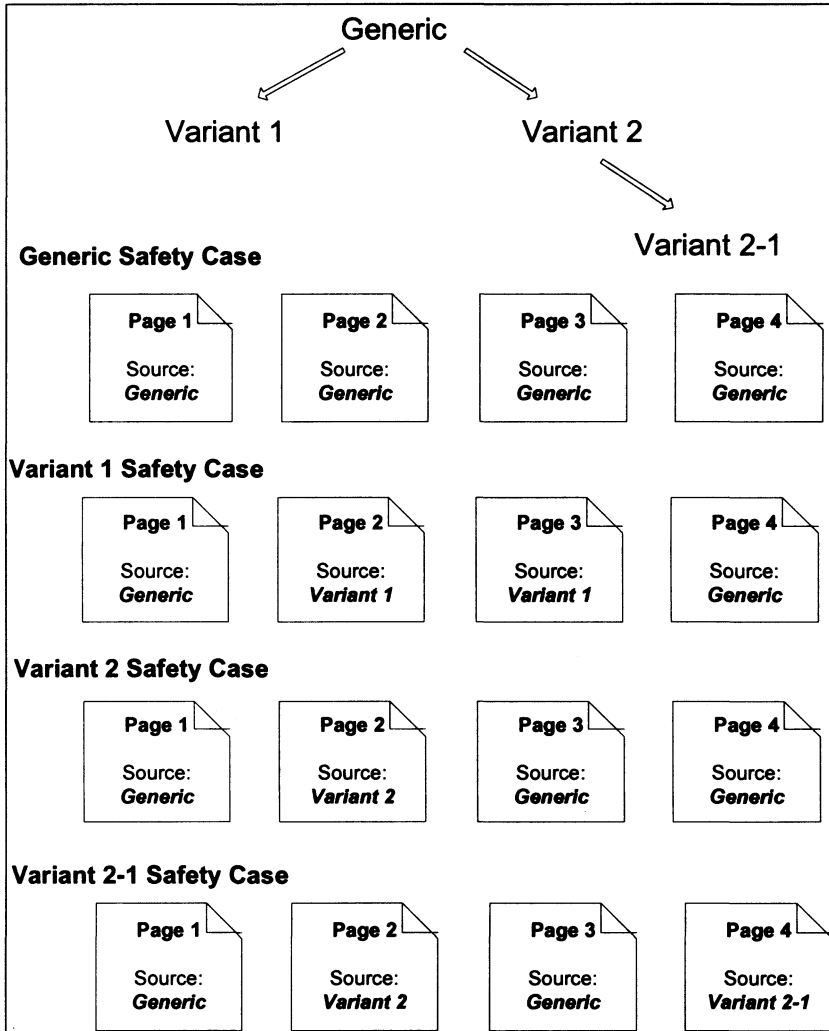 Generic
Variant 1 Variant 2
Variant 2-1
Generic Safety Case
Page 1 Page 2 Page 3 Page 4
Source: Source: Source: Source:
Generic Generic Generic Generic
Variant 1 Safety Case
Page 1 Page 2 Page 3 Page 4
Source: Source: Source: Source:
Generic Variant 1 Variant 1 Generic
Variant 2 Safety Case
Page 1 Page 2 Page 3 Page 4
Source: Source: Source: Source:
Generic Variant 2 Generic Generic
Variant 2-1 Safety Case
Page 1 Page 2 Page 3 Page 4
Source: Source: Source: Source:
Generic Variant 2 Generic Variant 2-1